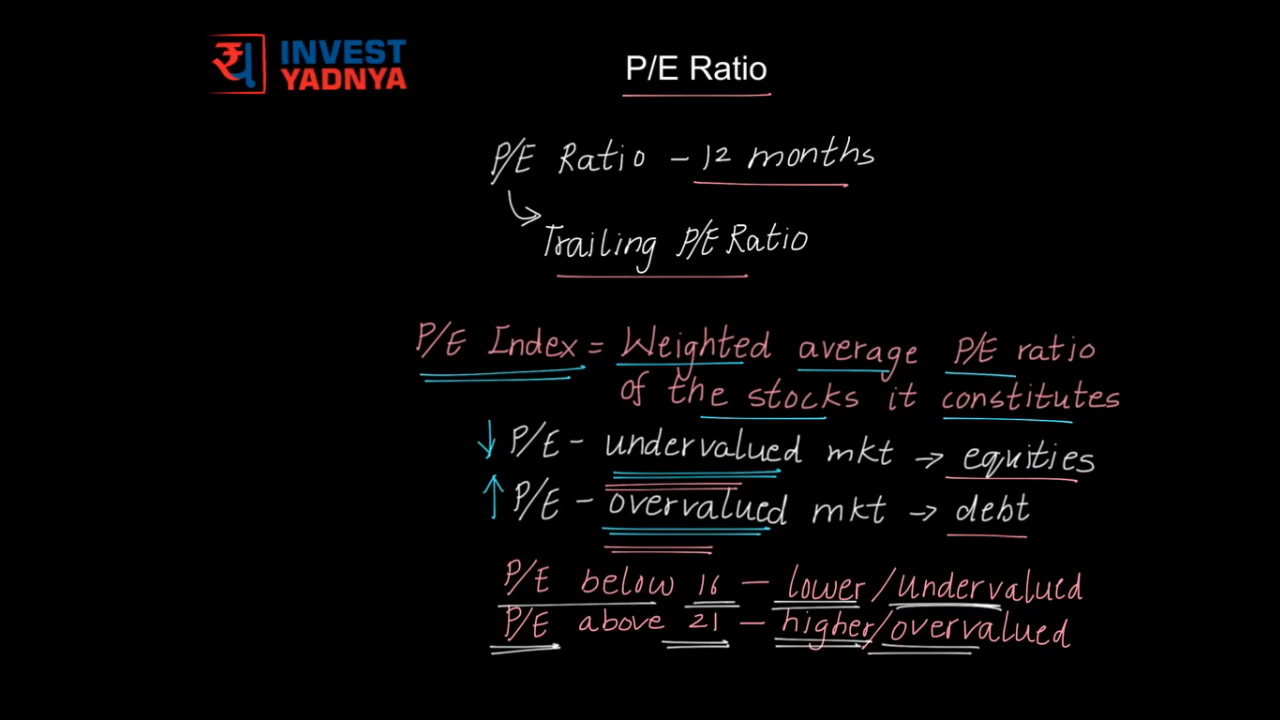 INVEST
YADNYA
P/E Ratio
P/E Ratio - 12 months
Trailing P/E Ratio
P/E Index = Weighted average P/E ratio
of the stocks it constitutes
↓ P/E - undervalued mkt → equities
↑ P/E - overvalued mkt → debt
P/E below 16 — lower/undervalued
P/E above 21 — higher/overvalued